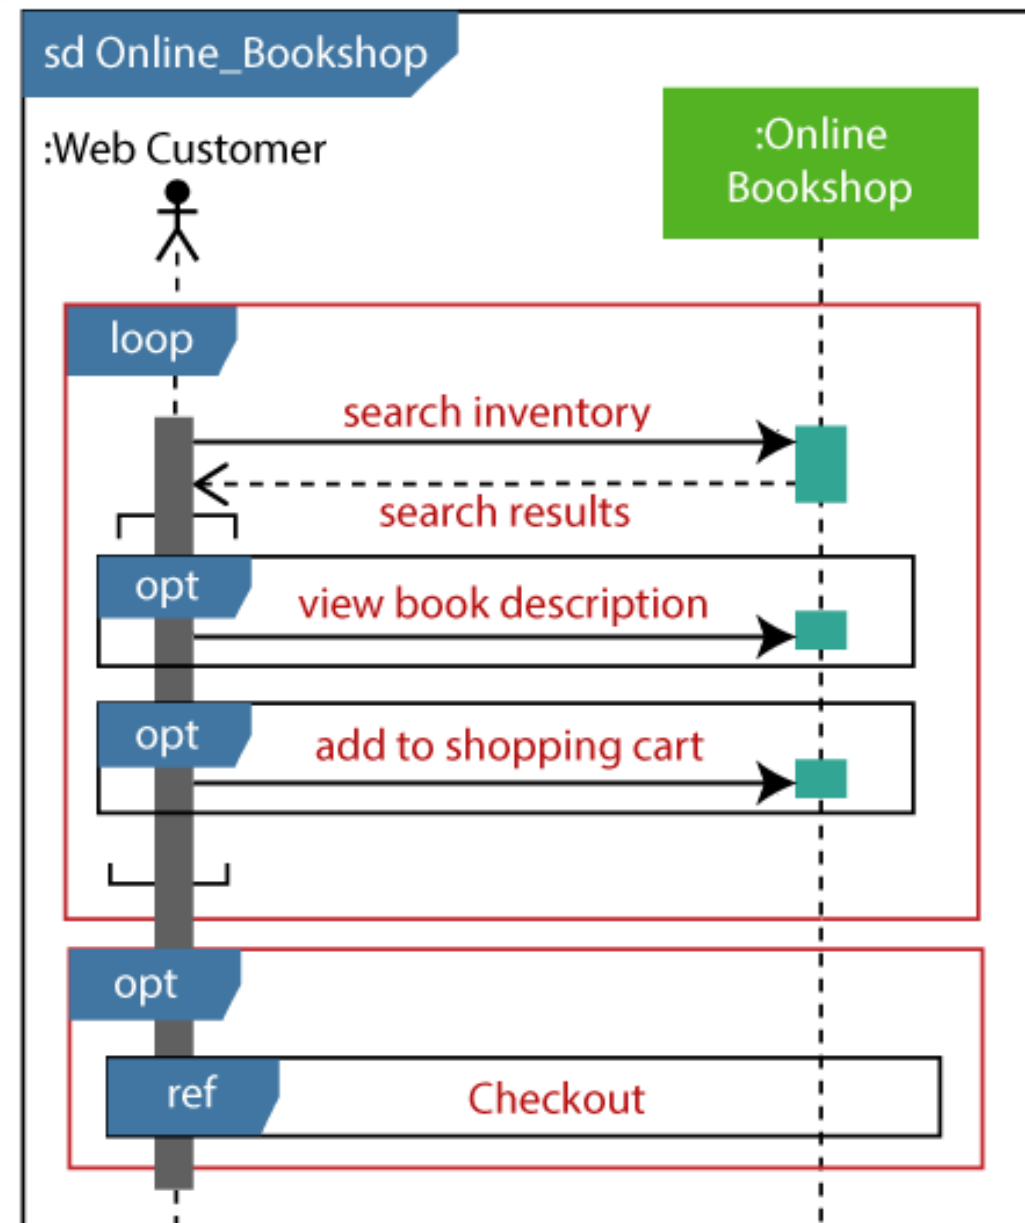 sd Online_Bookshop
:Web Customer
:Online
Bookshop
loop
search inventory
search results
opt
view book description
opt
add to shopping cart
opt
ref
Checkout